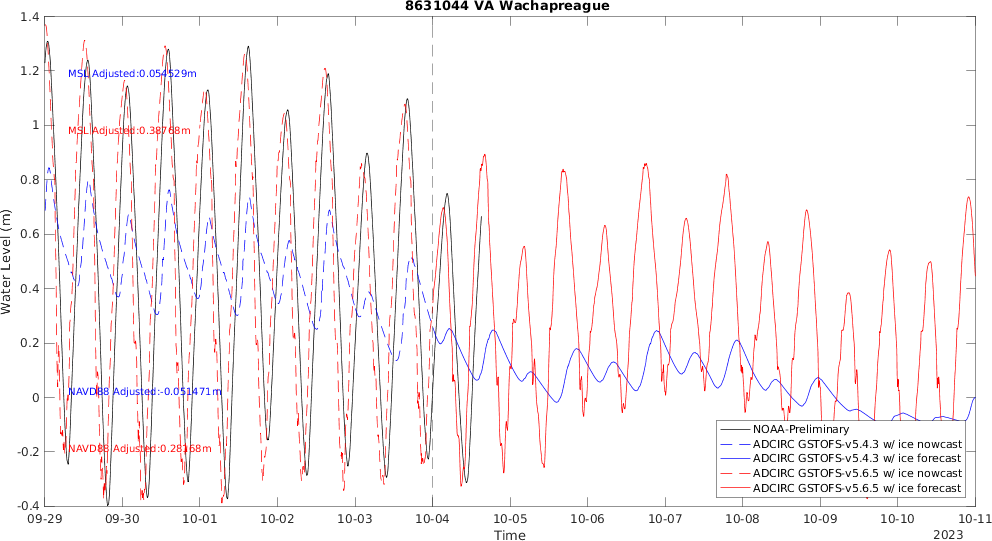 8631044 VA Wachapreague
1.4
1.2
1
0.8
0.6
0.4
0.2
0
-0.2
-0.4
Water Level (m)
MSL Adjusted:0.054529m
MSL Adjusted:0.38768m
NAVD88 Adjusted:-0.051471m
NAVD88 Adjusted:0.28168m
NOAA-Preliminary
ADCIRC GSTOFS-v5.4.3 w/ ice nowcast
ADCIRC GSTOFS-v5.4.3 w/ ice forecast
ADCIRC GSTOFS-v5.6.5 w/ ice nowcast
ADCIRC GSTOFS-v5.6.5 w/ ice forecast
09-29 09-30 10-01 10-02 10-03 10-04 10-05 10-06 10-07 10-08 10-09 10-10 10-11
Time
2023